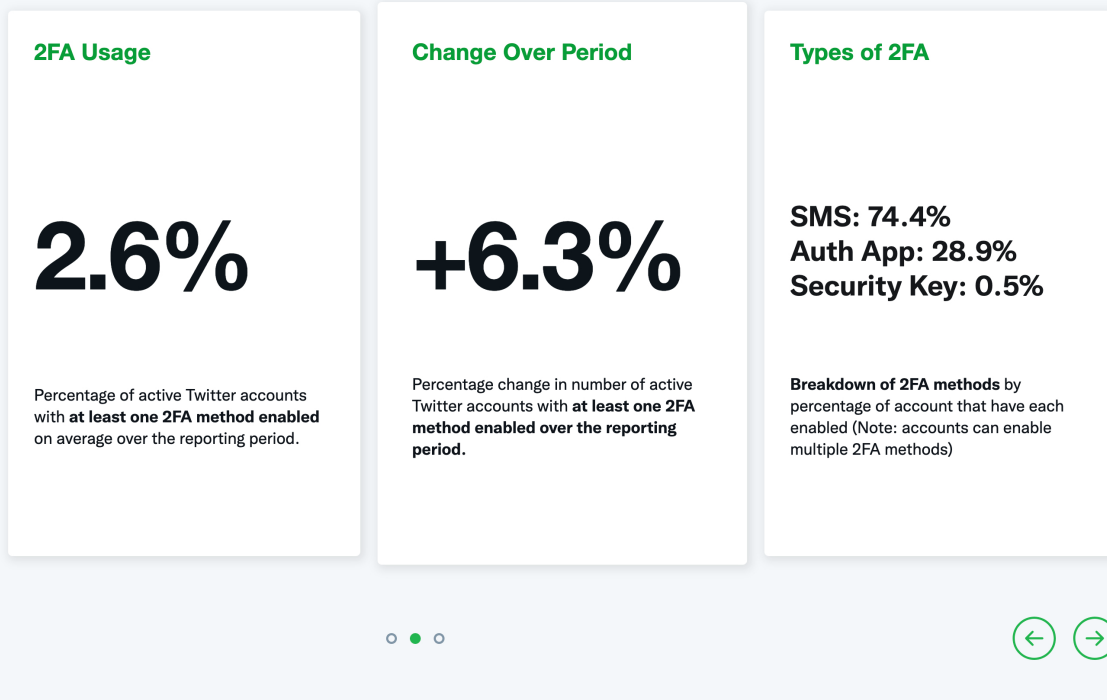 2FA Usage
2.6%
Percentage of active Twitter accounts
with at least one 2FA method enabled
on average over the reporting period.
Change Over Period
+6.3%
Percentage change in number of active
Twitter accounts with at least one 2FA
method enabled over the reporting
period.
Types of 2FA
SMS: 74.4%
Auth App: 28.9%
Security Key: 0.5%
Breakdown of 2FA methods by
percentage of account that have each
enabled (Note: accounts can enable
multiple 2FA methods)